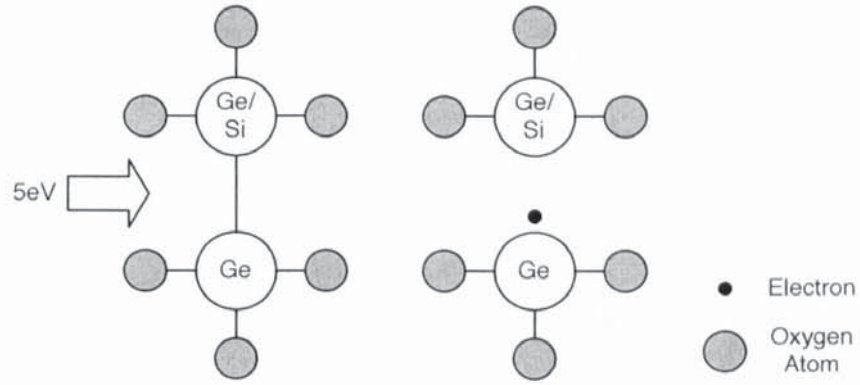 Ge/
Si
Ge/
Si
5eV
Ge
Ge
Electron
Oxygen
Atom